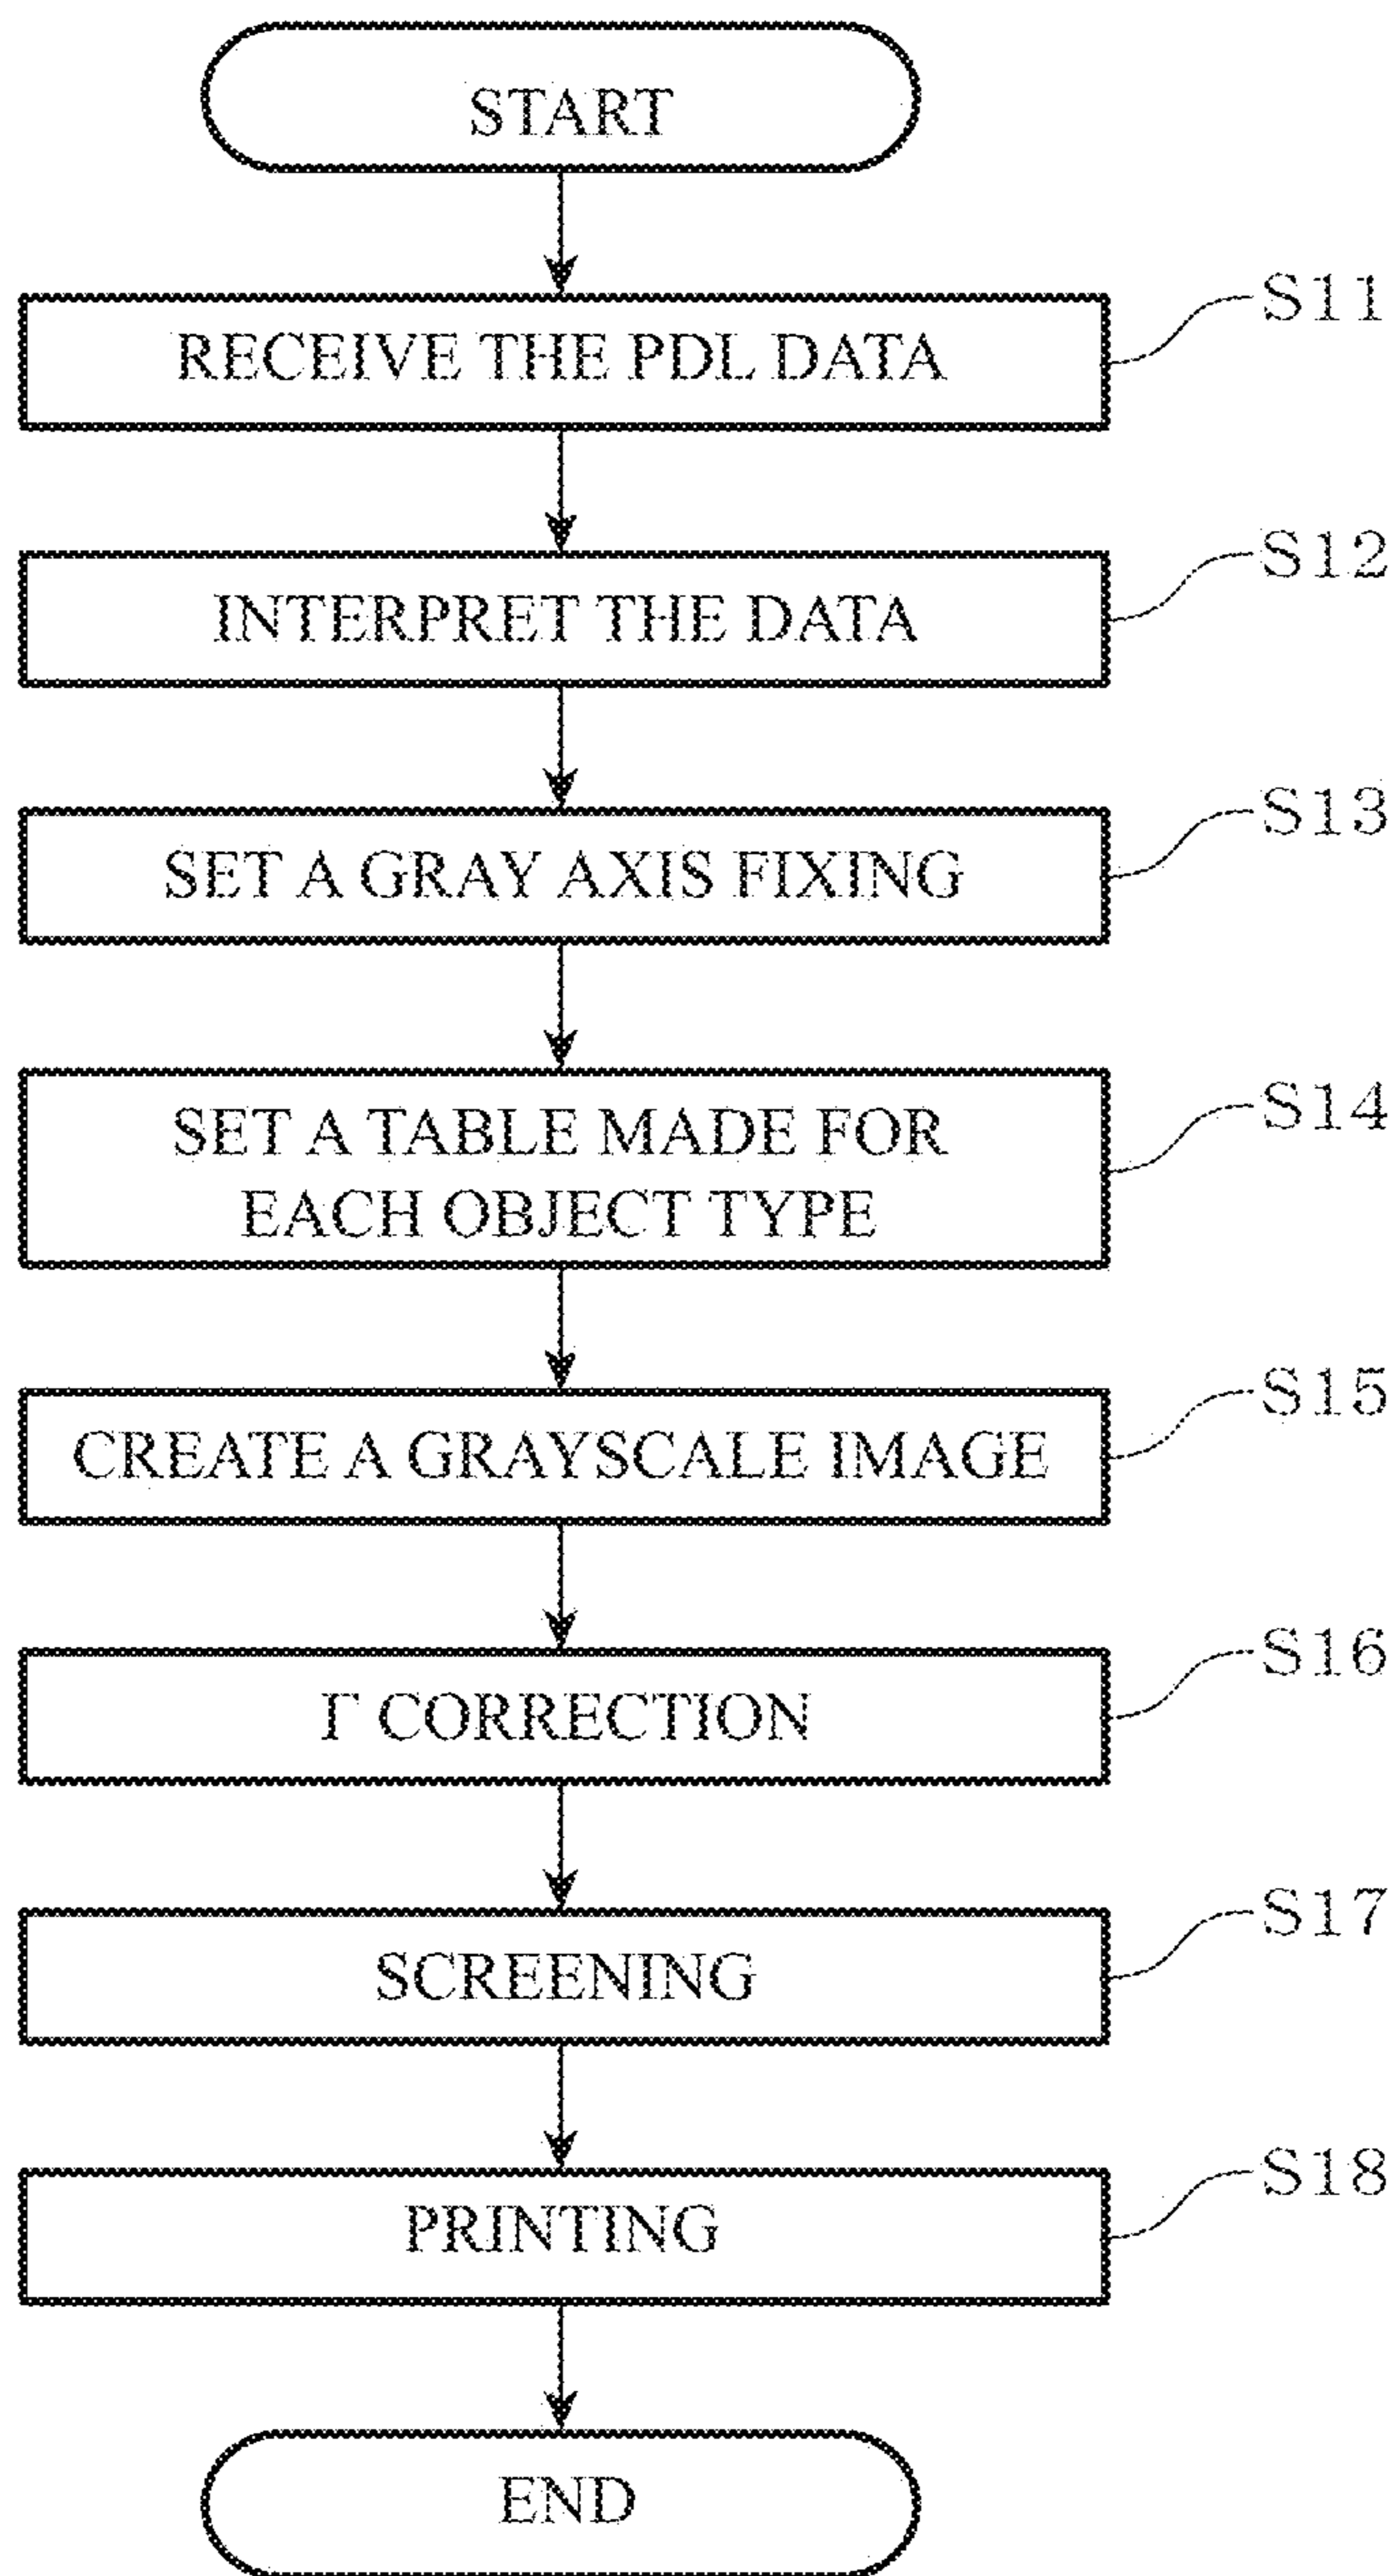 START
RECEIVE THE PDL DATA
S11
INTERPRET THE DATA
S12
SET A GRAY AXIS FIXING
S13
SET A TABLE MADE FOR
EACH OBJECT TYPE
S14
CREATE A GRAYSCALE IMAGE
S15
Γ CORRECTION
S16
SCREENING
S17
PRINTING
S18
END